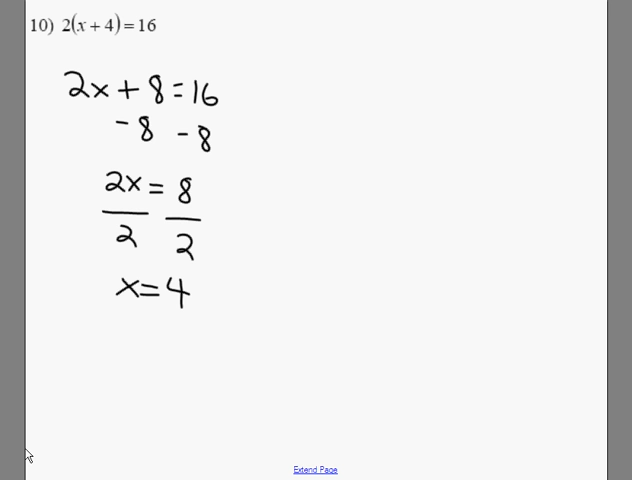 10) 2(x + 4) = 16
2x + 8 = 16
- 8 - 8
2x = 8
2 2
x = 4
Extend Page